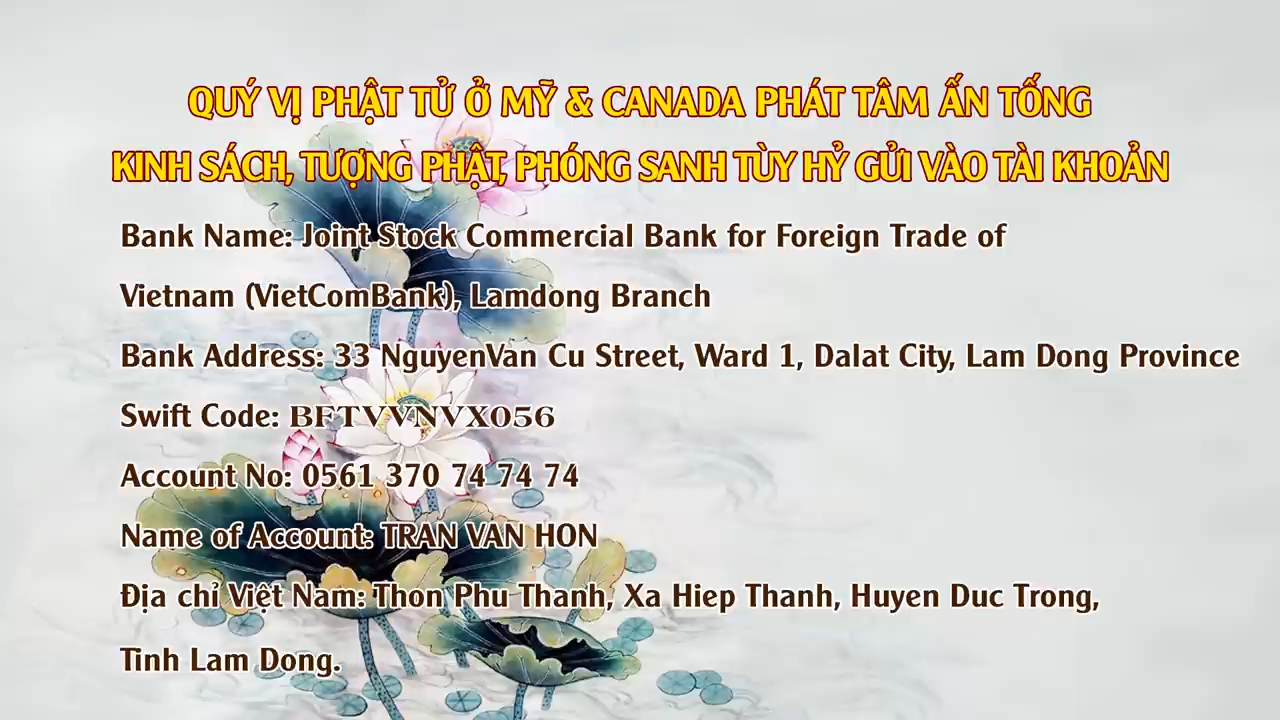 QUÝ VỊ PHẬT TỬ Ở MỸ & CANADA PHÁT TÂM ẤN TỐNG
KINH SÁCH, TƯỢNG PHẬT, PHÓNG SANH TÙY HỶ GỬI VÀO TÀI KHOẢN
Bank Name: Joint Stock Commercial Bank for Foreign Trade of
Vietnam (VietComBank), Lamdong Branch
Bank Address: 33 NguyenVan Cu Street, Ward 1, Dalat City, Lam Dong Province
Swift Code: BFTVVNVX056
Account No: 0561 370 74 74 74
Name of Account: TRAN VAN HON
Địa chỉ Việt Nam: Thon Phu Thanh, Xa Hiep Thanh, Huyen Duc Trong,
Tỉnh Lam Dong.